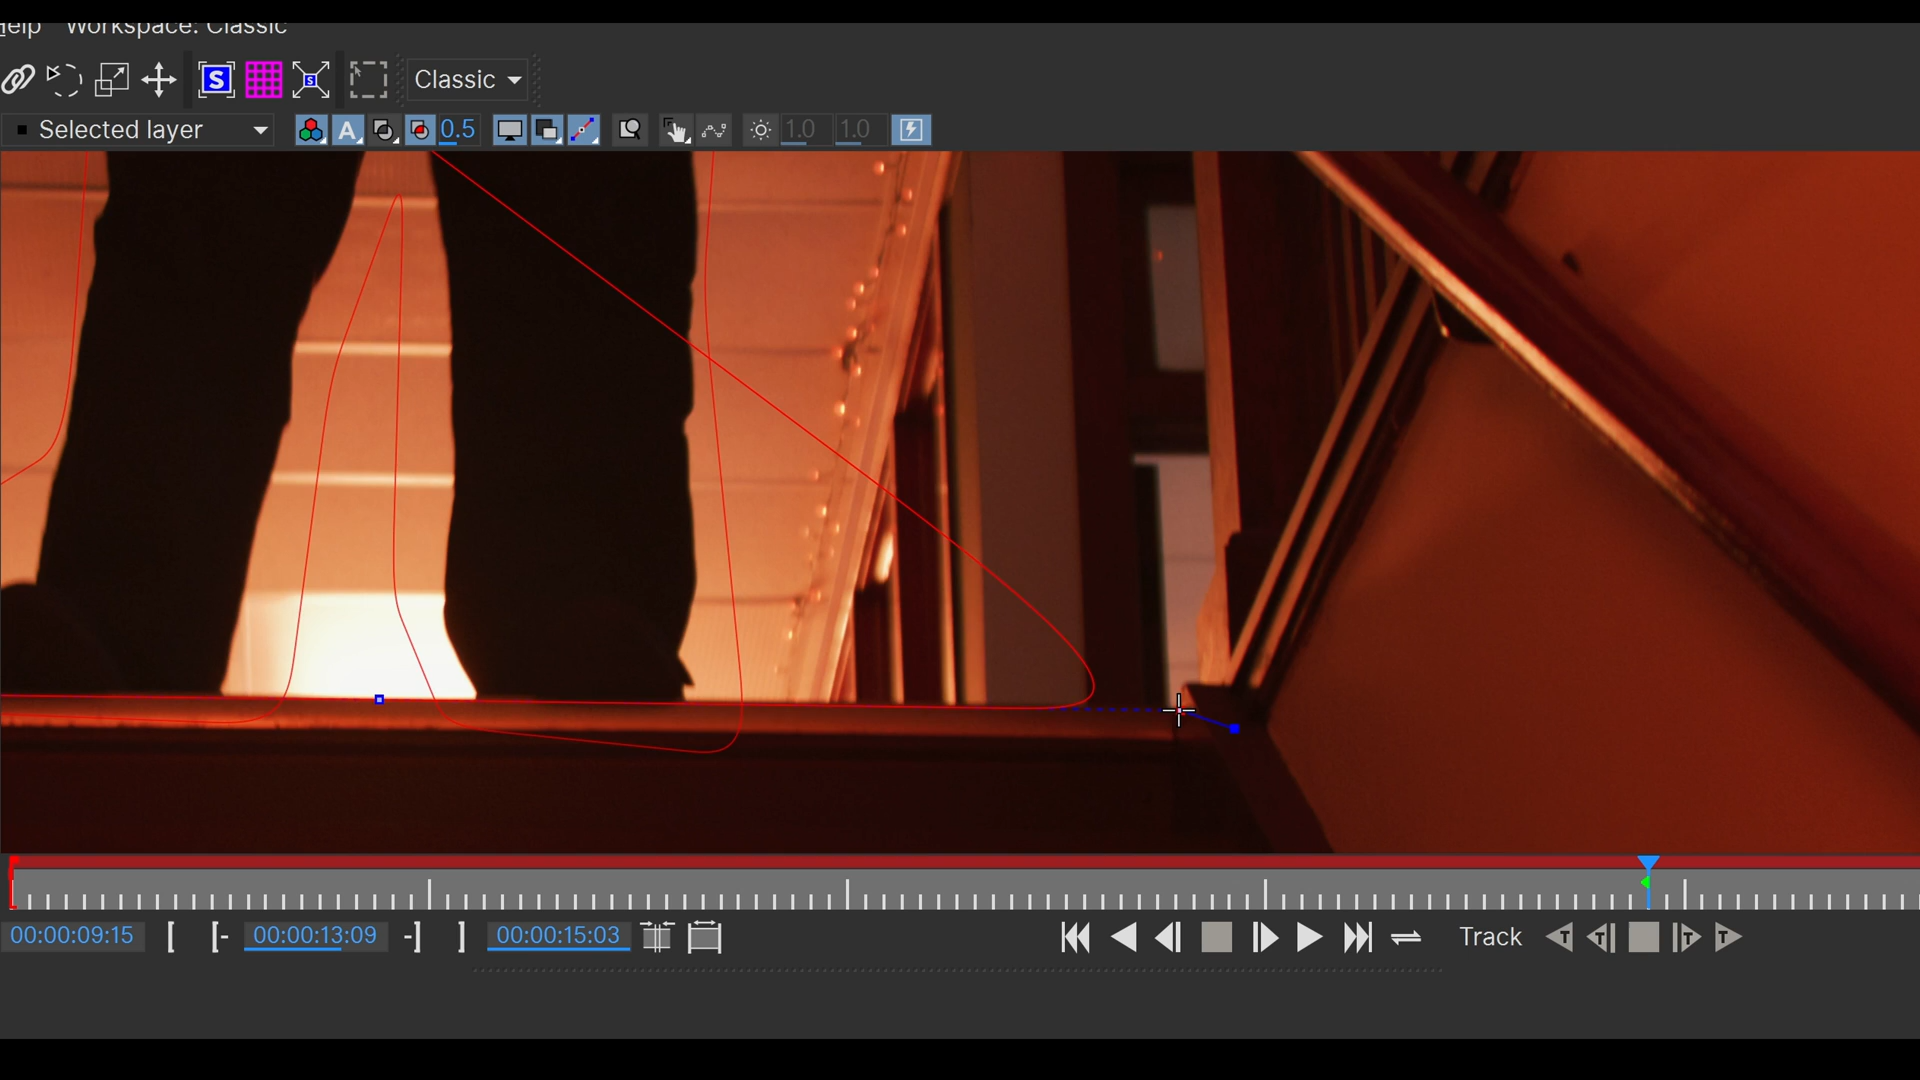 Help Workspace: Classic
S S Classic
Selected layer A 0.5 1.0 1.0
00:00:09:15 [ [- 00:00:13:09 -] ] 00:00:15:03 Track T T T T